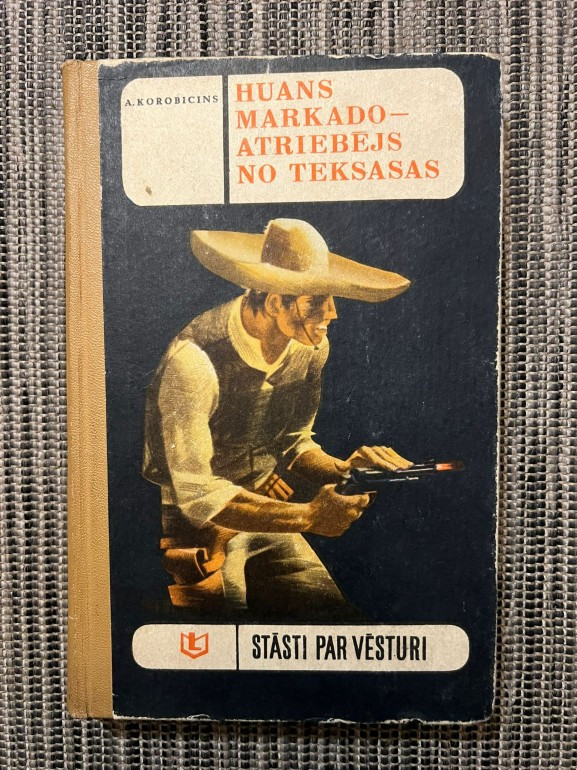 A. KOROBICINS
HUANS
MARKADO—
ATRIEBĒJS
NO TEKSASAS
STĀSTI PAR VĒSTURI